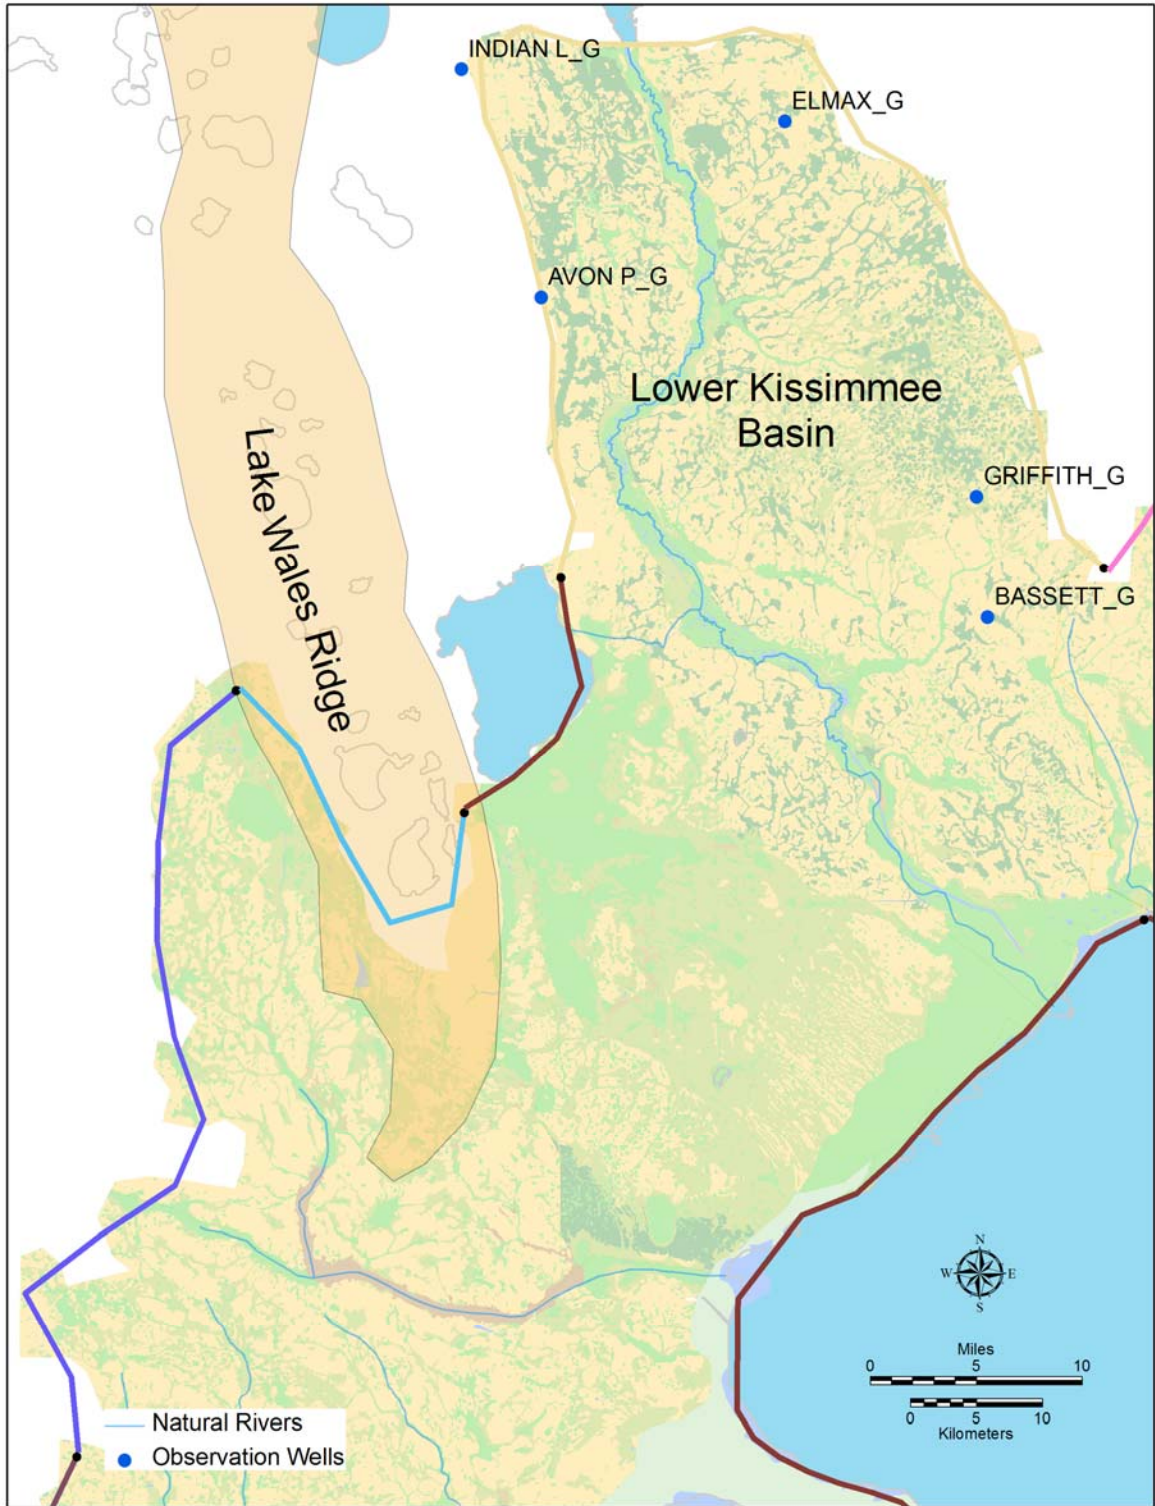 INDIAN L_G
ELMAX_G
AVON P_G
Lower Kissimmee
Basin
Lake Wales Ridge
GRIFFITH_G
BASSETT_G
N
W E
S
Miles
0 5 10
0 5 10
Kilometers
Natural Rivers
Observation Wells